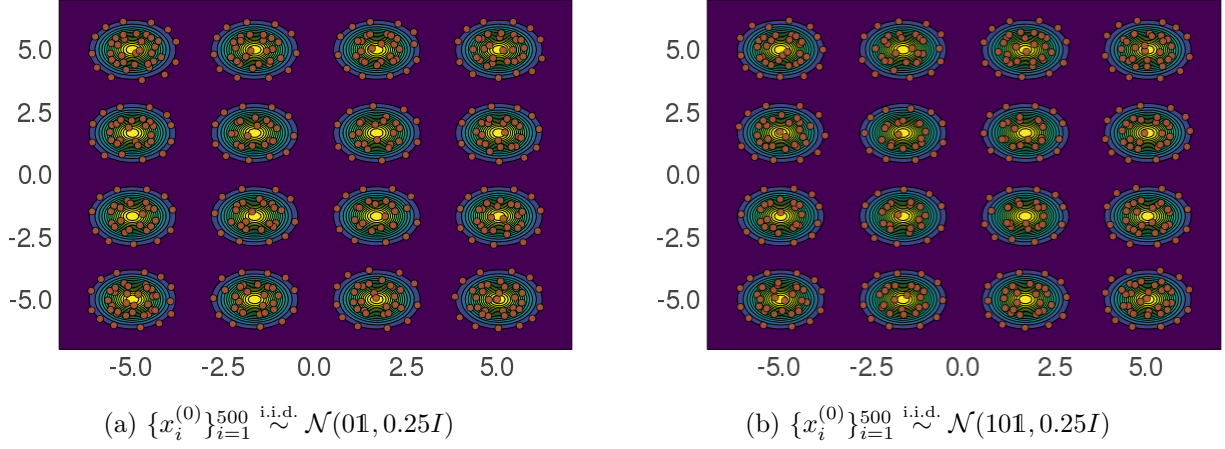 5.0
2.5
0.0
-2.5
-5.0
-5.0 -2.5 0.0 2.5 5.0
(a) $\{x_i^{(0)}\}_{i=1}^{500} \overset{\text{i.i.d.}}{\sim} \mathcal{N}(0\mathbb{1}, 0.25I)$
5.0
2.5
0.0
-2.5
-5.0
-5.0 -2.5 0.0 2.5 5.0
(b) $\{x_i^{(0)}\}_{i=1}^{500} \overset{\text{i.i.d.}}{\sim} \mathcal{N}(10\mathbb{1}, 0.25I)$